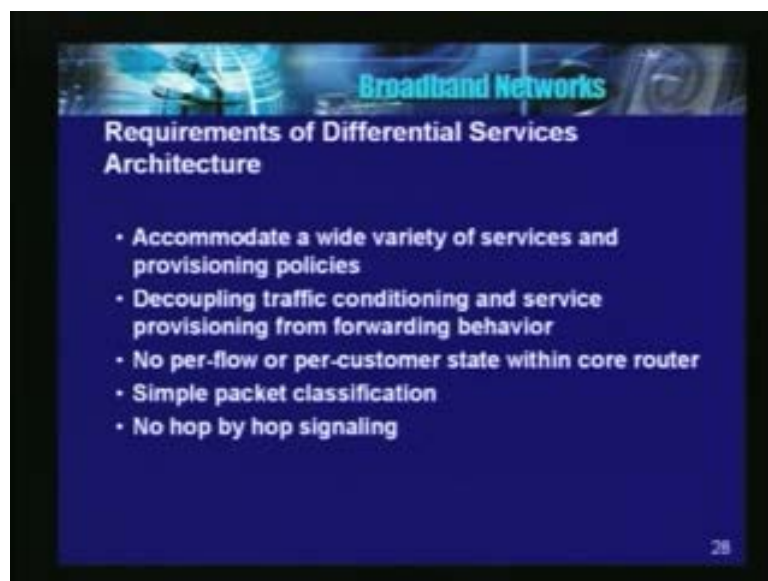 Broadband Networks
Requirements of Differential Services
Architecture
• Accommodate a wide variety of services and
provisioning policies
• Decoupling traffic conditioning and service
provisioning from forwarding behavior
• No per-flow or per-customer state within core router
• Simple packet classification
• No hop by hop signaling
28